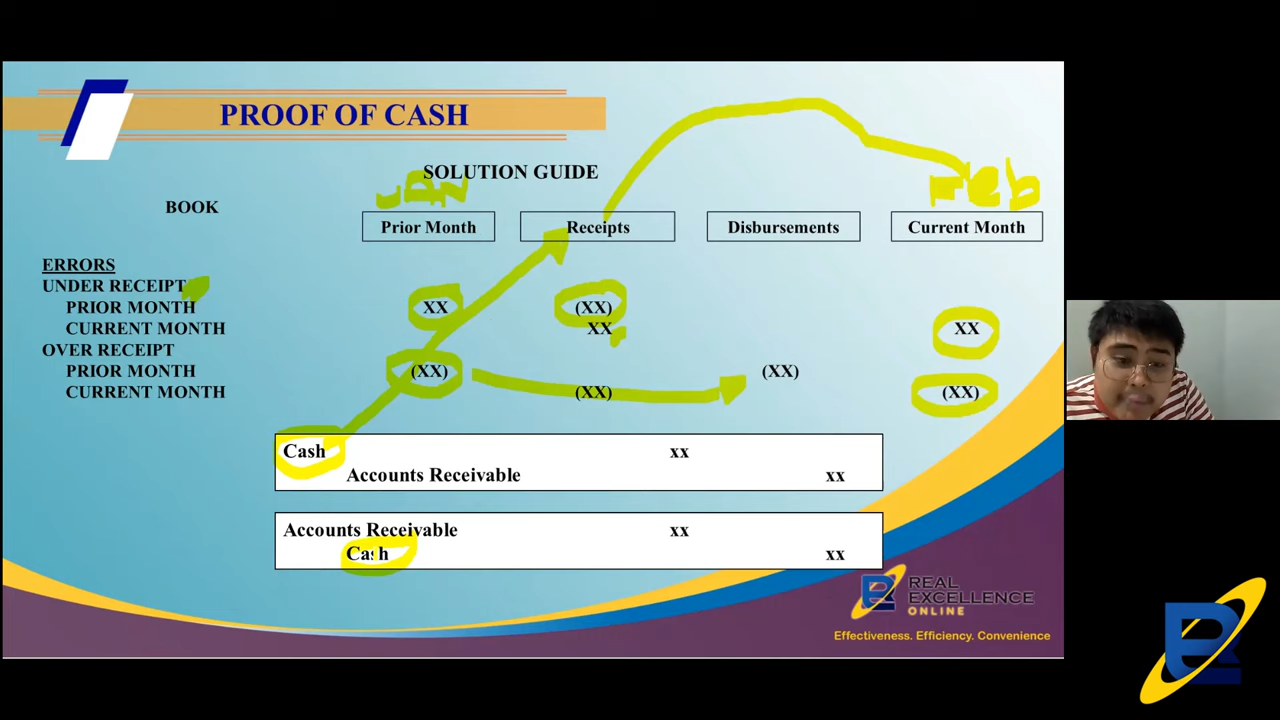 PROOF OF CASH
SOLUTION GUIDE
BOOK
Prior Month Receipts Disbursements Current Month
Feb
ERRORS
UNDER RECEIPT
PRIOR MONTH XX (XX)
CURRENT MONTH XX XX
OVER RECEIPT
PRIOR MONTH (XX) (XX)
CURRENT MONTH (XX) (XX)
Cash xx
Accounts Receivable xx
Accounts Receivable xx
Cash xx
REAL
EXCELLENCE
ONLINE
Effectiveness. Efficiency. Convenience